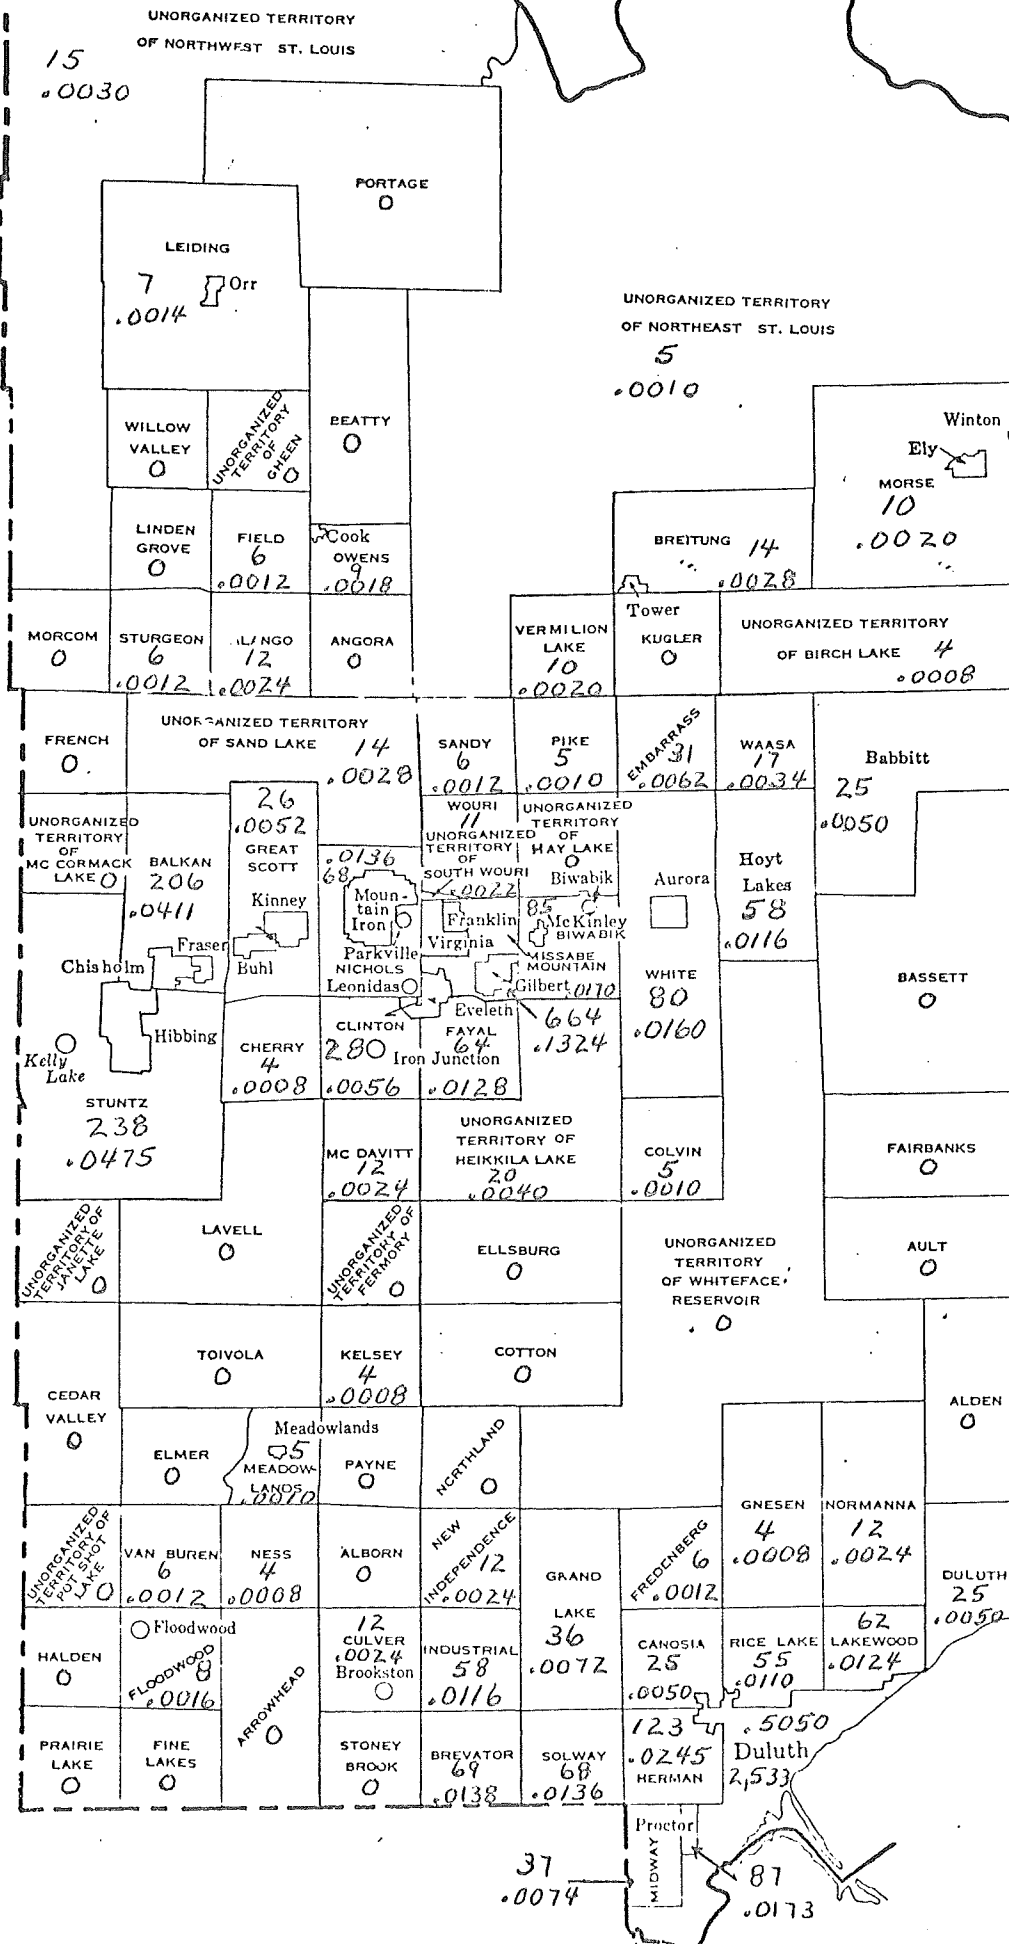 UNORGANIZED TERRITORY
OF NORTHWEST ST. LOUIS
15
.0030
PORTAGE
0
LEIDING
7
.0014
Orr
UNORGANIZED TERRITORY
OF NORTHEAST ST. LOUIS
5
.0010
WILLOW
VALLEY
0
UNORGANIZED
TERRITORY
OF
GHEEN
0
BEATTY
0
Winton
Ely
MORSE
10
.0020
LINDEN
GROVE
0
FIELD
6
.0012
Cook
OWENS
9
.0018
BREITUNG
14
.0028
Tower
MORCOM
0
STURGEON
6
.0012
12
.0024
ANGORA
0
VERMILION
LAKE
10
.0020
KUGLER
0
UNORGANIZED TERRITORY
OF BIRCH LAKE
4
.0008
FRENCH
0
UNORGANIZED TERRITORY
OF SAND LAKE
14
.0028
SANDY
6
.0012
PIKE
5
.0010
EMBARRASS
31
.0062
WAASA
17
.0034
Babbitt
25
.0050
UNORGANIZED
TERRITORY
OF
MC CORMACK
LAKE 0
BALKAN
206
.0411
26
.0052
GREAT
SCOTT
Kinney
Buhl
Fraser
Chisholm
.0136
68
Moun-
tain
Iron
Parkville
NICHOLS
Leonidas
WOURI
11
UNORGANIZED
TERRITORY
OF
SOUTH WOURI
.0022
Franklin
Virginia
UNORGANIZED
TERRITORY
OF
HAY LAKE
0
Biwabik
85
McKinley
BIWABIK
MISSABE
MOUNTAIN
Gilbert
.0170
Eveleth
664
.1324
Aurora
WHITE
80
.0160
Hoyt
Lakes
58
.0116
BASSETT
0
Hibbing
Kelly
Lake
STUNTZ
238
.0475
CHERRY
4
.0008
CLINTON
280
.0056
FAYAL
64
Iron Junction
.0128
MC DAVITT
12
.0024
UNORGANIZED
TERRITORY OF
HEIKKILA LAKE
20
.0040
COLVIN
5
.0010
FAIRBANKS
0
UNORGANIZED
TERRITORY OF
JANETTE
LAKE
0
LAVELL
0
UNORGANIZED
TERRITORY OF
FERMORY
0
ELLSBURG
0
UNORGANIZED
TERRITORY
OF WHITEFACE
RESERVOIR
0
AULT
0
CEDAR
VALLEY
0
TOIVOLA
0
KELSEY
4
.0008
COTTON
0
ALDEN
0
ELMER
0
Meadowlands
5
MEADOW-
LANDS
.0010
PAYNE
0
NORTHLAND
0
GNESEN
4
.0008
NORMANNA
12
.0024
UNORGANIZED
TERRITORY OF
POT SHOT
LAKE
0
VAN BUREN
6
.0012
NESS
4
.0008
ALBORN
0
NEW
INDEPENDENCE
12
.0024
GRAND
LAKE
36
.0072
FREDENBERG
6
.0012
DULUTH
25
.0050
HALDEN
0
Floodwood
FLOODWOOD
8
.0016
ARROWHEAD
0
12
CULVER
.0024
Brookston
INDUSTRIAL
58
.0116
CANOSIA
25
.0050
RICE LAKE
55
.0110
62
LAKEWOOD
.0124
PRAIRIE
LAKE
0
FINE
LAKES
0
STONEY
BROOK
0
BREVATOR
69
.0138
SOLWAY
68
.0136
123
.0245
HERMAN
.5050
Duluth
2,533
Proctor
MIDWAY
37
.0074
87
.0173